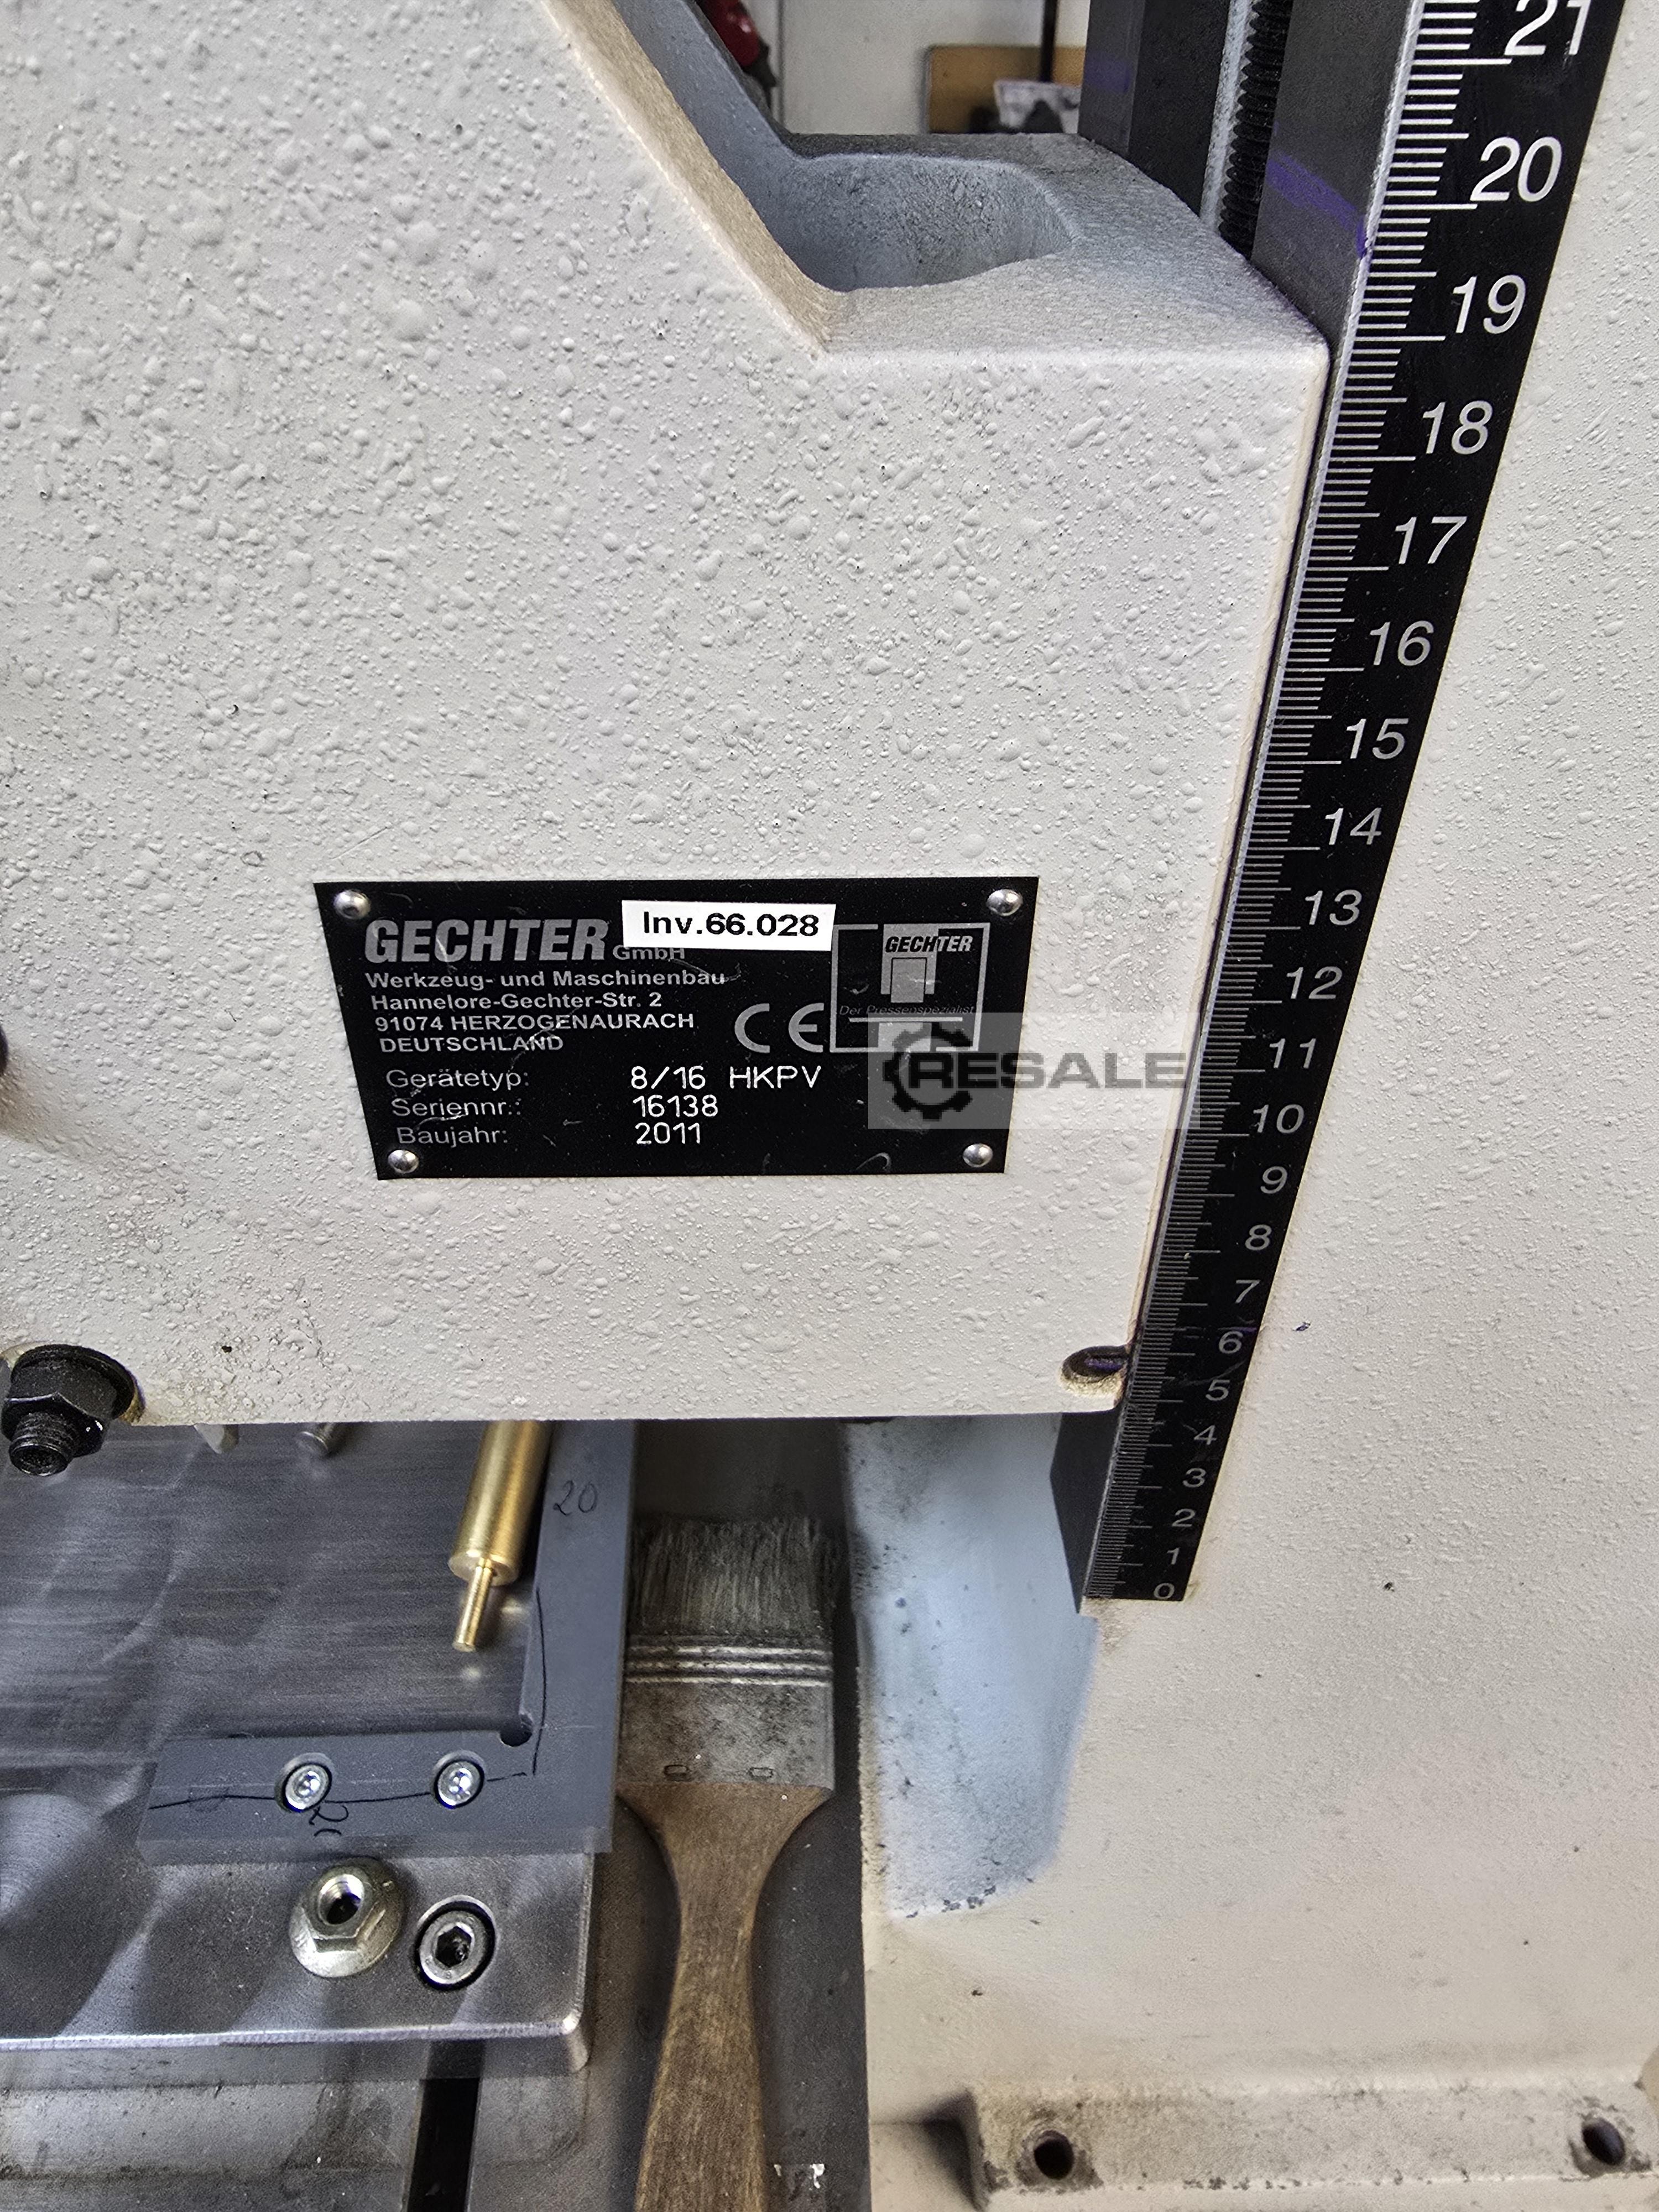 21
20
19
18
17
16
15
14
13
12
11
10
9
8
7
6
5
4
3
2
1
0
GECHTER GmbH
Inv.66.028
GECHTER
Der Pressenspezialist
Werkzeug- und Maschinenbau
Hannelore-Gechter-Str. 2
91074 HERZOGENAURACH
DEUTSCHLAND
CE
Gerätetyp: 8/16 HKPV
Seriennr.: 16138
Baujahr: 2011
RESALE
20